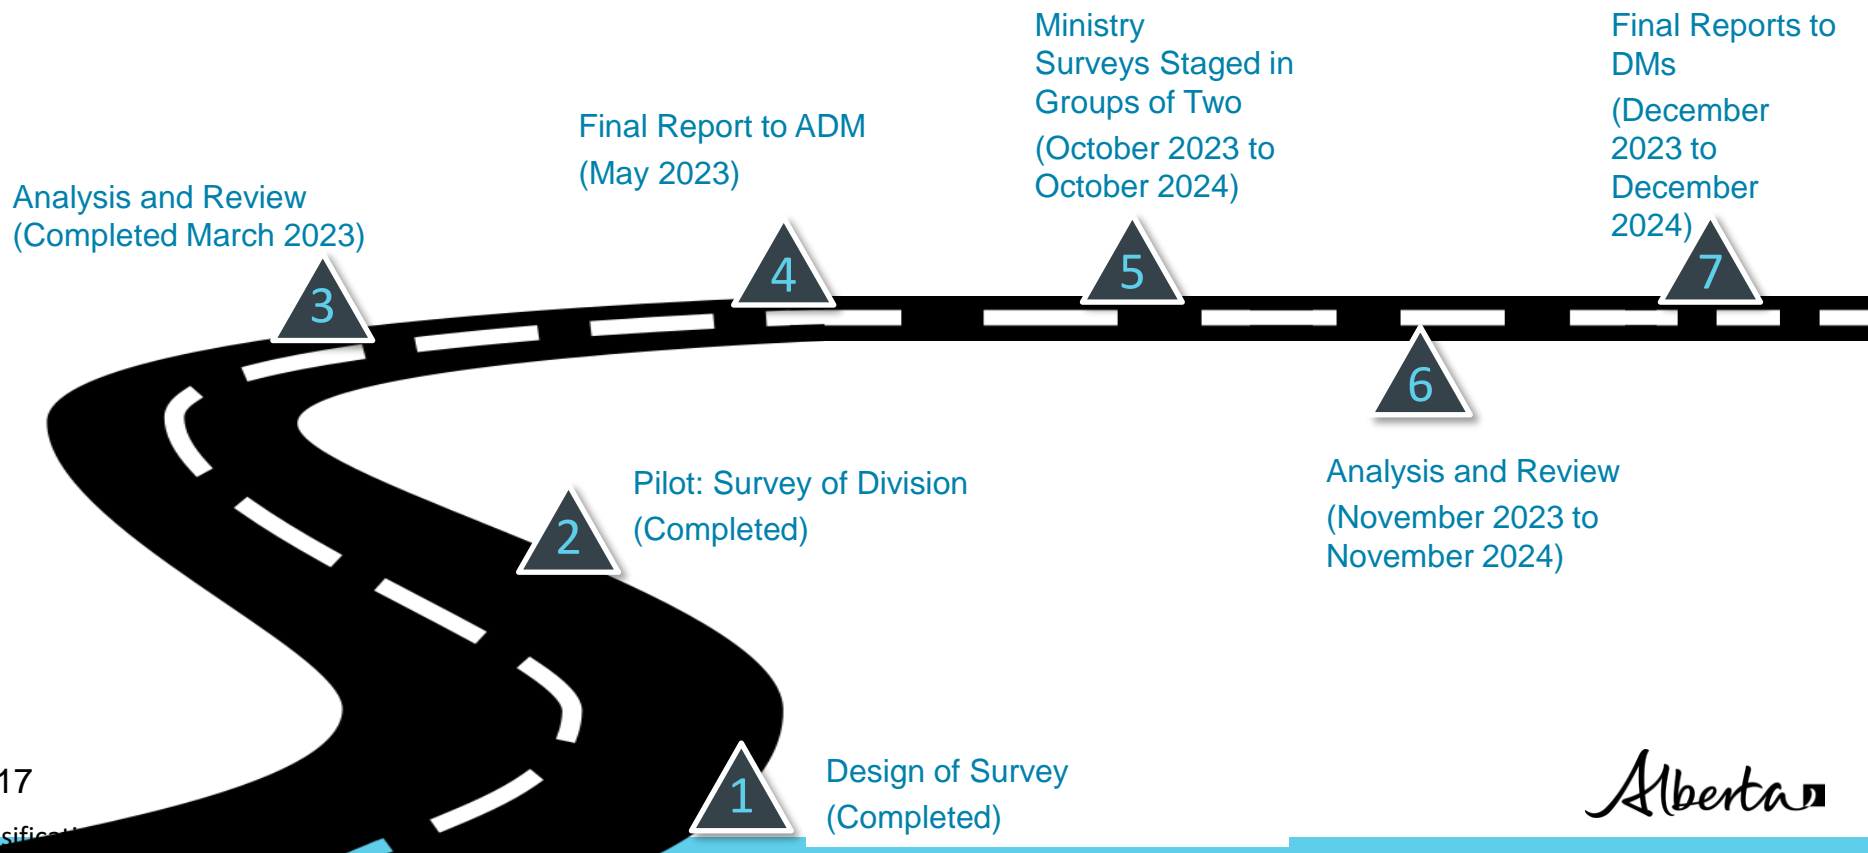 Ministry
Surveys Staged in
Groups of Two
(October 2023 to
October 2024)
Final Reports to
DMs
(December
2023 to
December
2024)
Final Report to ADM
(May 2023)
Analysis and Review
(Completed March 2023)
3
4
5
7
6
Pilot: Survey of Division
(Completed)
2
Analysis and Review
(November 2023 to
November 2024)
1
Design of Survey
(Completed)
17
Alberta